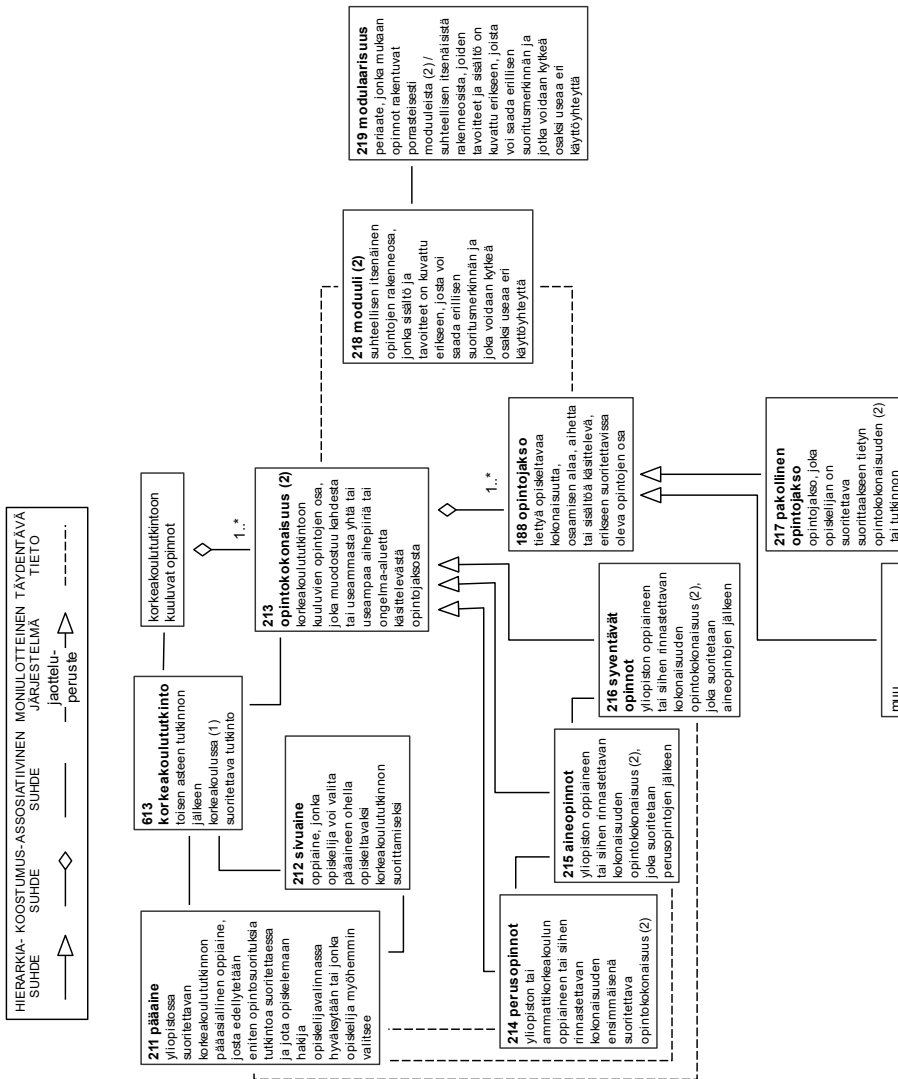 HIERARKIA- KOOSTUMUS- ASSOSIATIIVINEN MONIULOTTEINEN TÄYDENTÄVÄ
SUHDE SUHDE SUHDE JÄRJESTELMÄ TIETO
jaottelu-
peruste
211 pääaine
yliopistossa
suoritettavan
korkeakoulututkinnon
pääasiallinen oppiaine,
josta edellytetään
eniten opintosuorituksia
tutkintoa suoritettaessa
ja jota opiskelemaan
hakija
opiskelijavalinnassa
hyväksytään tai jonka
opiskelija myöhemmin
valitsee
613
korkeakoulututkinto
toisen asteen tutkinnon
jälkeen
korkeakoulussa (1)
suoritettava tutkinto
korkeakoulututkintoon
kuuluvat opinnot
1..*
212 sivuaine
oppiaine, jonka
opiskelija voi valita
pääaineen ohella
opiskeltavaksi
korkeakoulututkinnon
suorittamiseksi
213
opintokokonaisuus (2)
korkeakoulututkintoon
kuuluvien opintojen osa,
joka muodostuu kahdesta
tai useammasta yhtä tai
useampaa aihepiiriä tai
ongelma-aluetta
käsittelevästä
opintojaksosta
1..*
218 moduuli (2)
suhteellisen itsenäinen
opintojen rakenneosa,
jonka sisältö ja
tavoitteet on kuvattu
erikseen, josta voi
saada erillisen
suoritusmerkinnän ja
joka voidaan kytkeä
osaksi useaa eri
käyttöyhteyttä
219 modulaarisuus
periaate, jonka mukaan
opinnot rakentuvat
porrasteisesti
moduuleista (2) /
suhteellisen itsenäisistä
rakenneosista, joiden
tavoitteet ja sisältö on
kuvattu erikseen, joista
voi saada erillisen
suoritusmerkinnän ja
jotka voidaan kytkeä
osaksi useaa eri
käyttöyhteyttä
214 perusopinnot
yliopiston tai
ammattikorkeakoulun
oppiaineen tai siihen
rinnastettavan
kokonaisuuden
ensimmäisenä
suoritettava
opintokokonaisuus (2)
215 aineopinnot
yliopiston oppiaineen
tai siihen rinnastettavan
kokonaisuuden
opintokokonaisuus (2),
joka suoritetaan
perusopintojen jälkeen
216 syventävät
opinnot
yliopiston oppiaineen
tai siihen rinnastettavan
kokonaisuuden
opintokokonaisuus (2),
joka suoritetaan
aineopintojen jälkeen
188 opintojakso
tiettyä opiskeltavaa
kokonaisuutta,
osaamisen alaa, aihetta
tai sisältöä käsittelevä,
erikseen suoritettavissa
oleva opintojen osa
217 pakollinen
opintojakso
opintojakso, joka
opiskelijan on
suoritettava
suorittaakseen tietyn
opintokokonaisuuden (2)
tai tutkinnon
muu